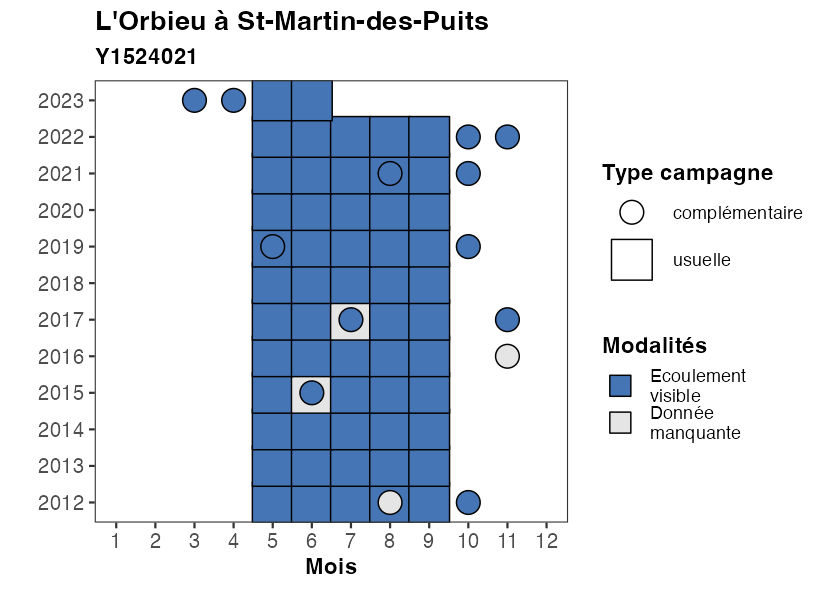 L'Orbieu à St-Martin-des-Puits
Y1524021
2023
2022
2021
2020
2019
2018
2017
2016
2015
2014
2013
2012
1 2 3 4 5 6 7 8 9 10 11 12
Mois
Type campagne
complémentaire
usuelle
Modalités
Ecoulement
visible
Donnée
manquante